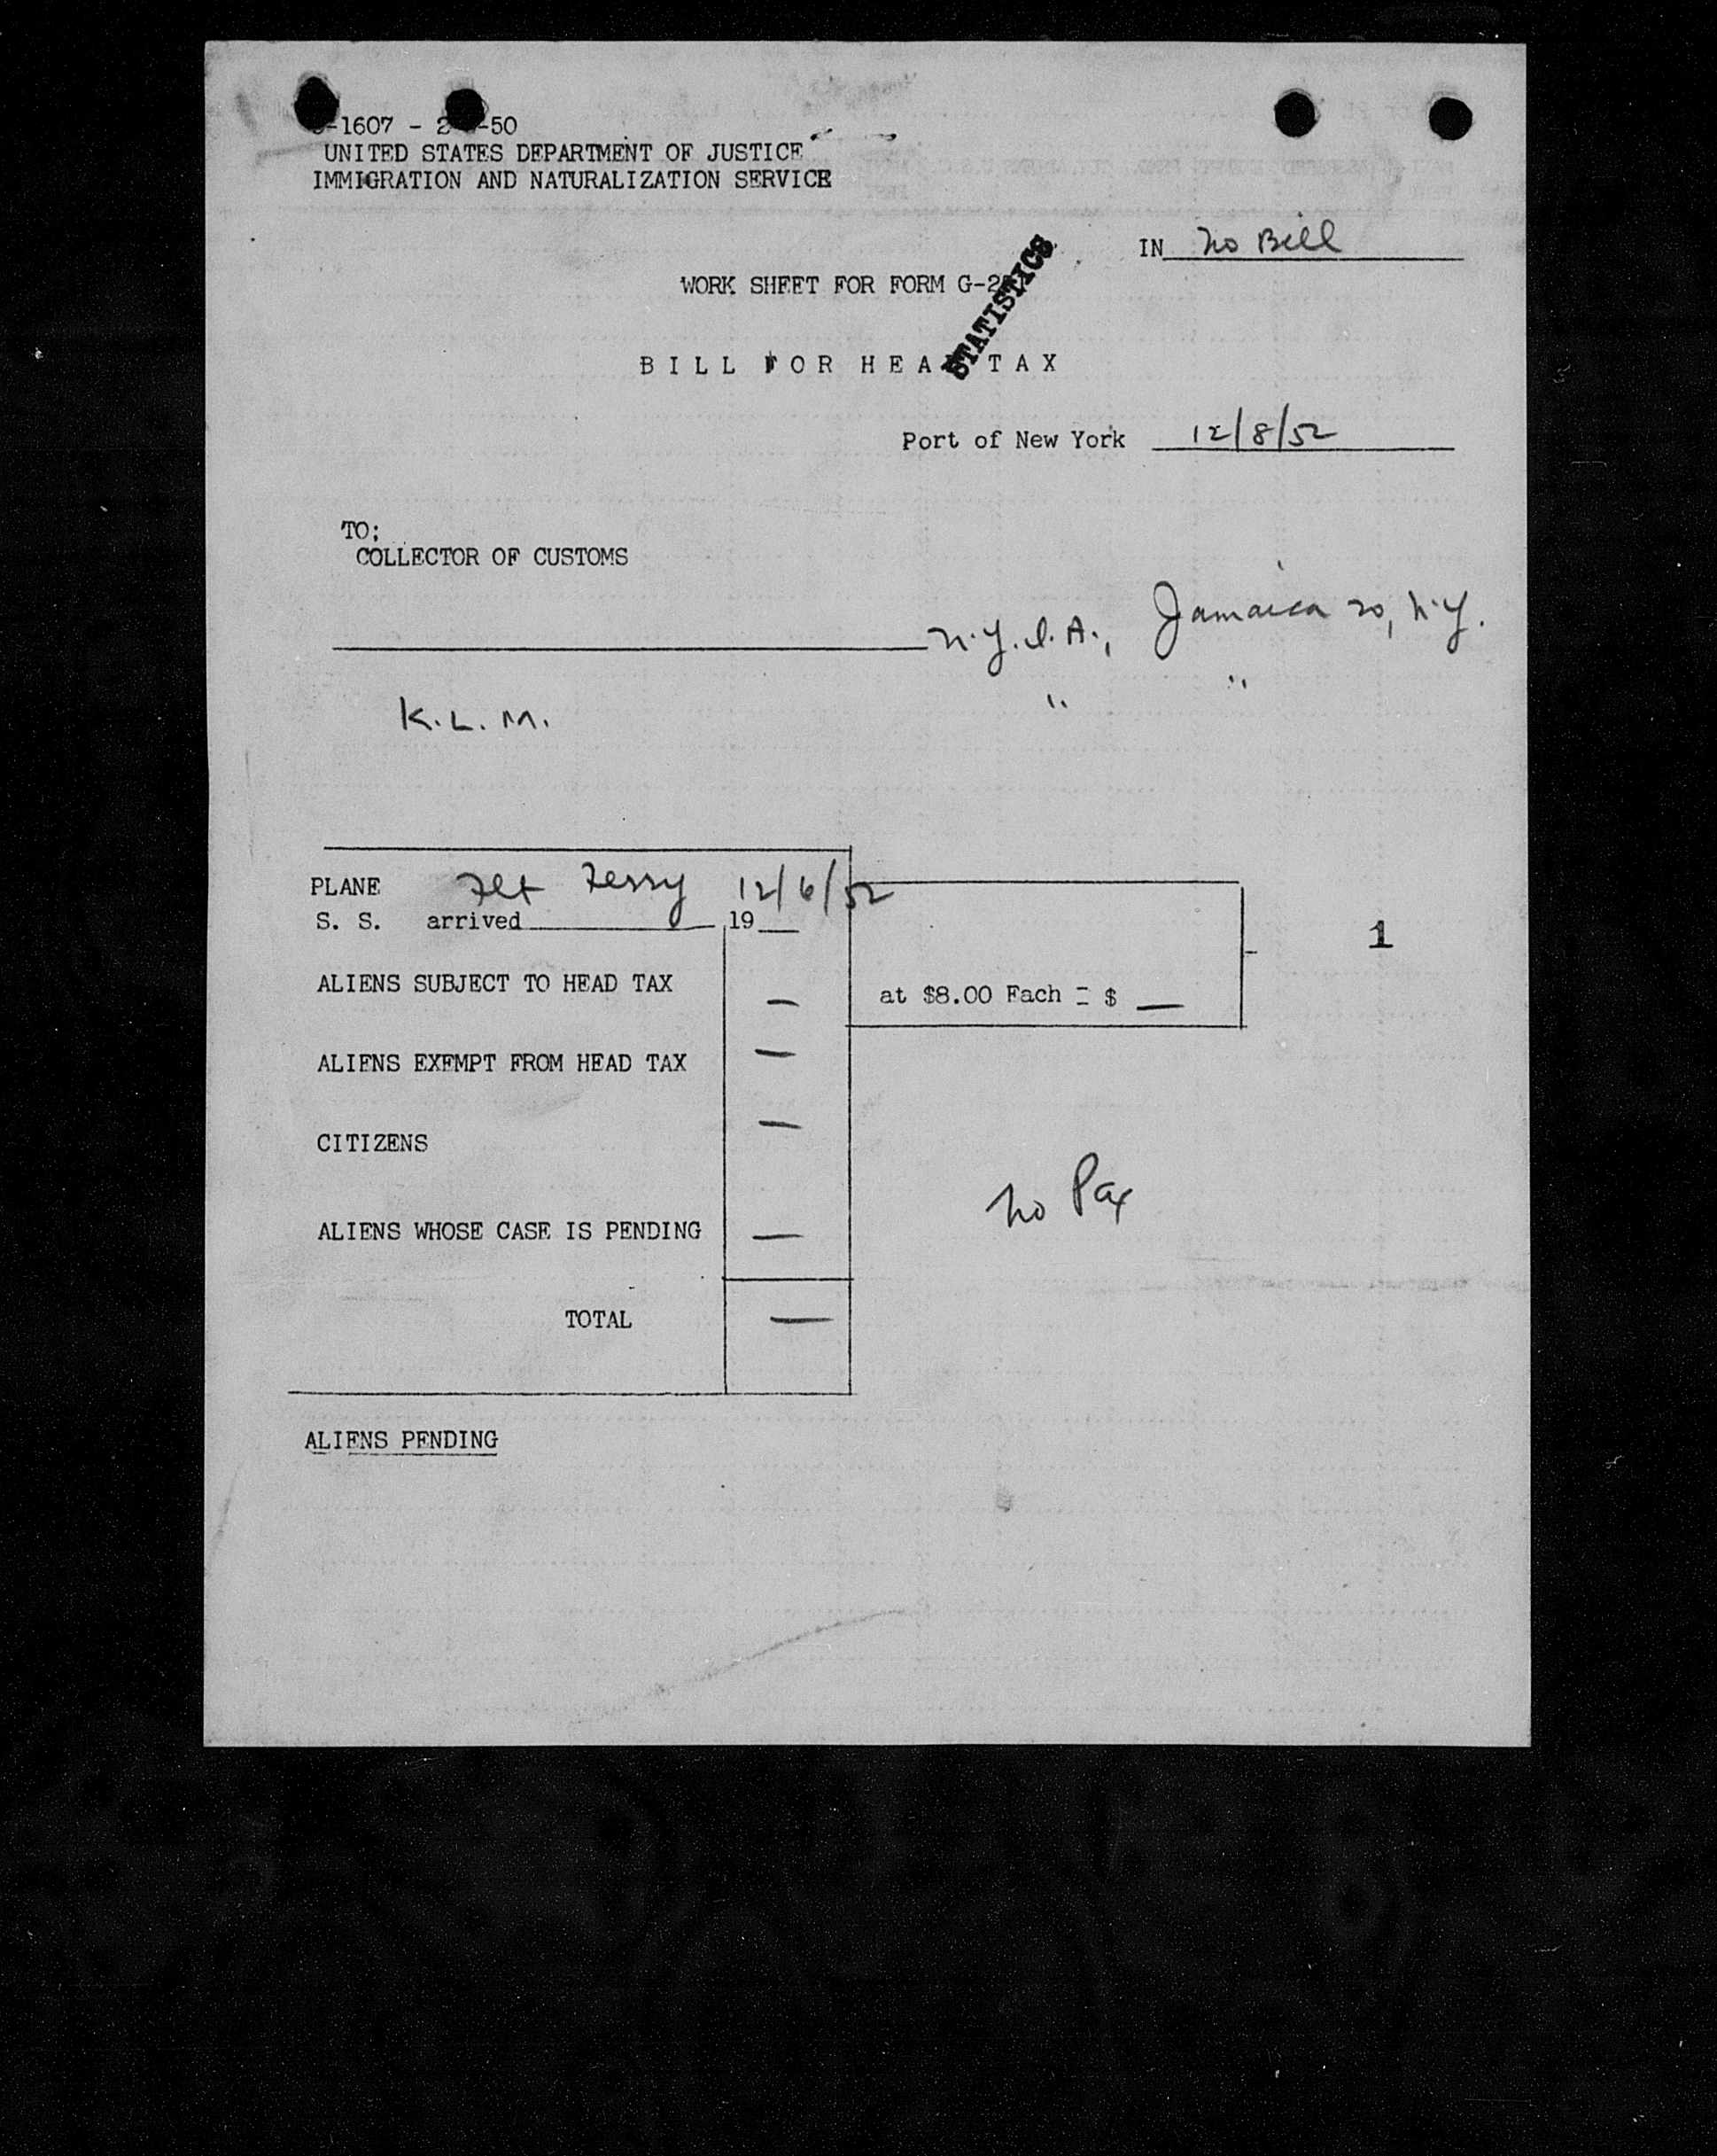 -1607 - 2 -50
UNITED STATES DEPARTMENT OF JUSTICE
IMMIGRATION AND NATURALIZATION SERVICE
IN No Bill
WORK SHEET FOR FORM G-2
STATISTICS
BILL FOR HEAD TAX
Port of New York 12/8/52
TO:
COLLECTOR OF CUSTOMS
N.Y.I.A., Jamaica 20, N.Y.
" "
K.L.M.
PLANE Flt Ferry 12/6/52
S. S. arrived 19
1
ALIENS SUBJECT TO HEAD TAX —
at $8.00 Each = $ —
ALIENS EXEMPT FROM HEAD TAX —
CITIZENS —
No Pax
ALIENS WHOSE CASE IS PENDING —
TOTAL —
ALIENS PENDING